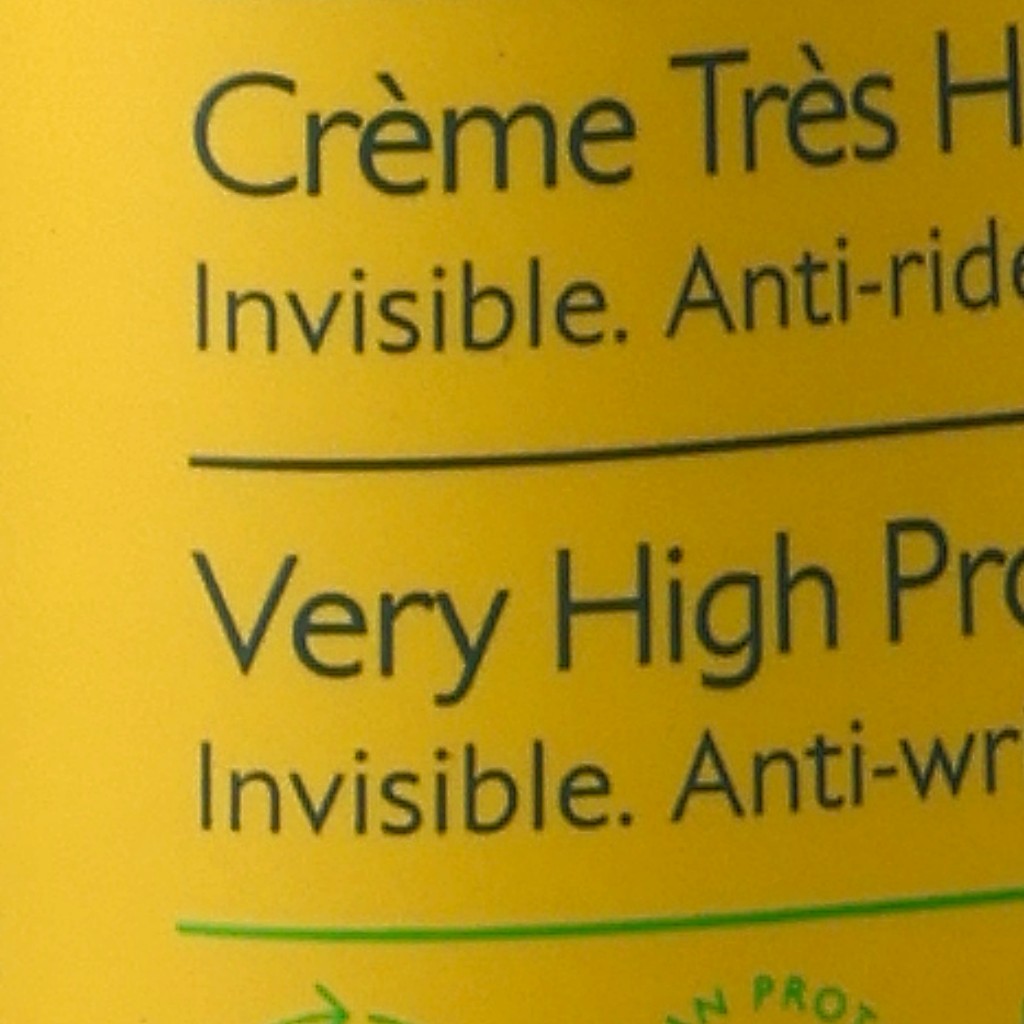 Crème Très H
Invisible. Anti-ride
Very High Pro
Invisible. Anti-wr
N PROT